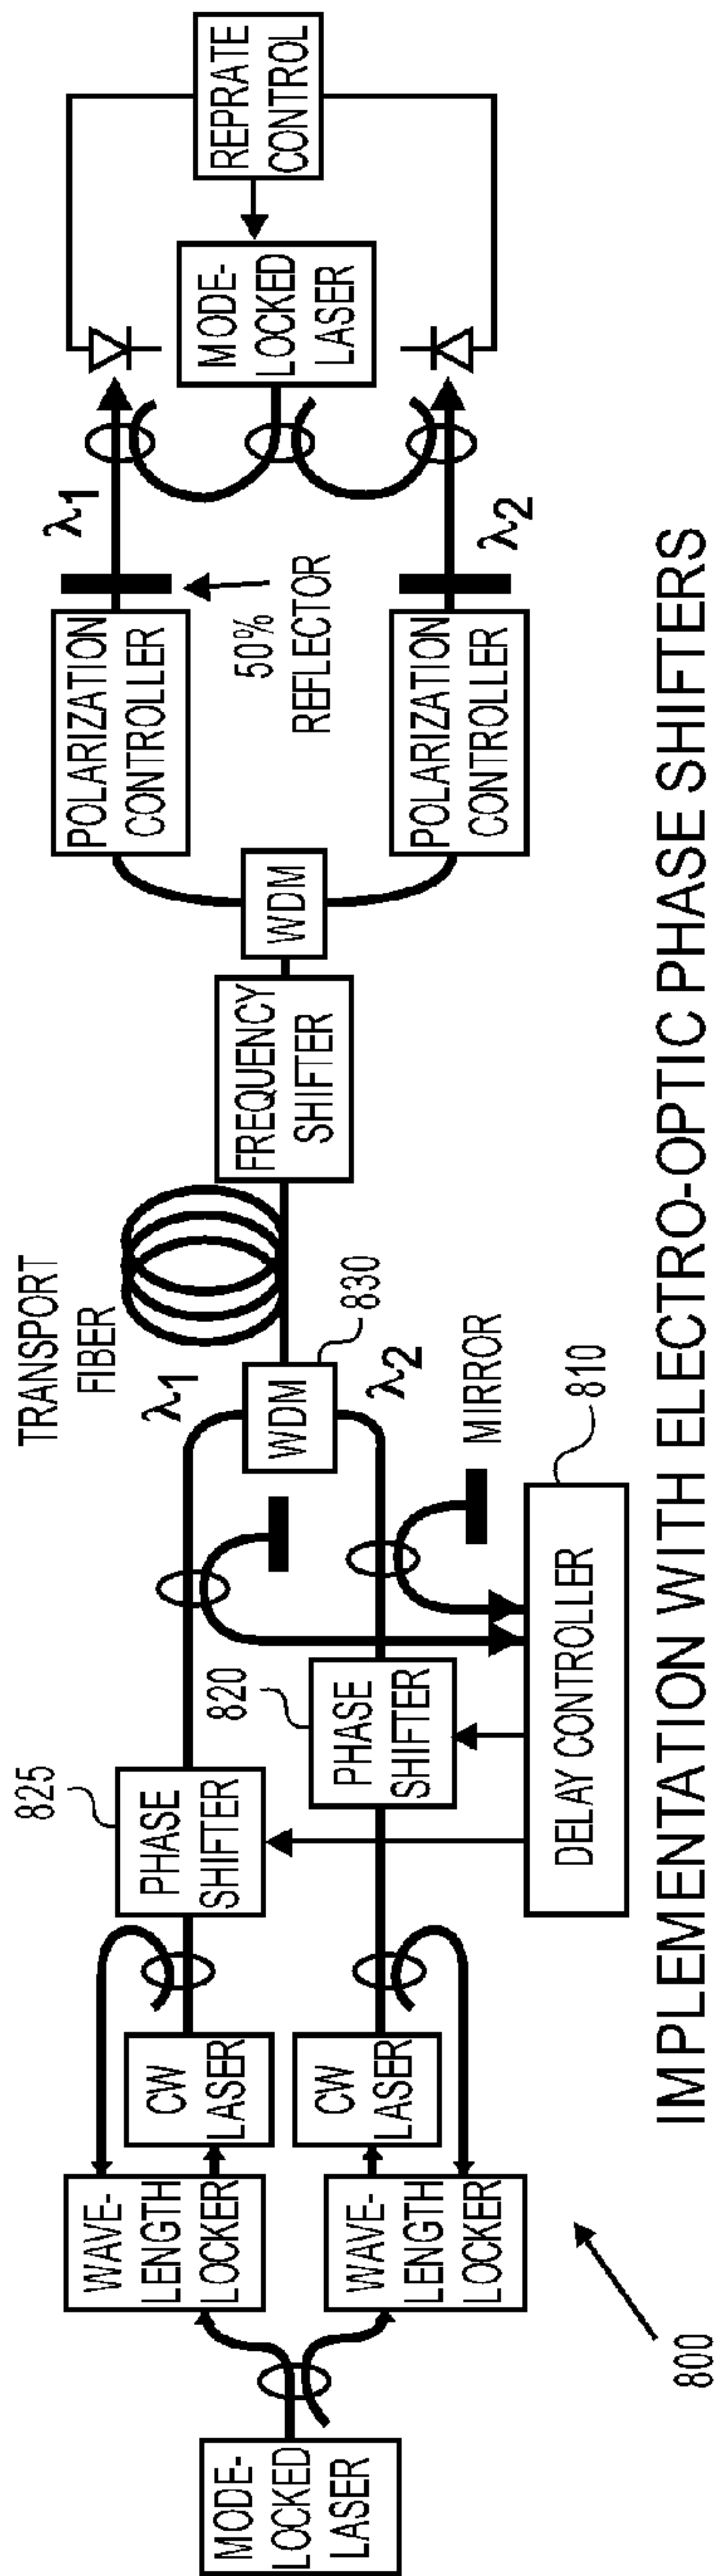 MODE-
LOCKED
LASER
WAVE-
LENGTH
LOCKER
WAVE-
LENGTH
LOCKER
CW
LASER
CW
LASER
825
PHASE
SHIFTER
820
PHASE
SHIFTER
DELAY CONTROLLER
810
MIRROR
λ1
λ2
WDM
830
TRANSPORT
FIBER
FREQUENCY
SHIFTER
WDM
POLARIZATION
CONTROLLER
POLARIZATION
CONTROLLER
50%
REFLECTOR
λ1
λ2
MODE-
LOCKED
LASER
REPRATE
CONTROL
800
IMPLEMENTATION WITH ELECTRO-OPTIC PHASE SHIFTERS